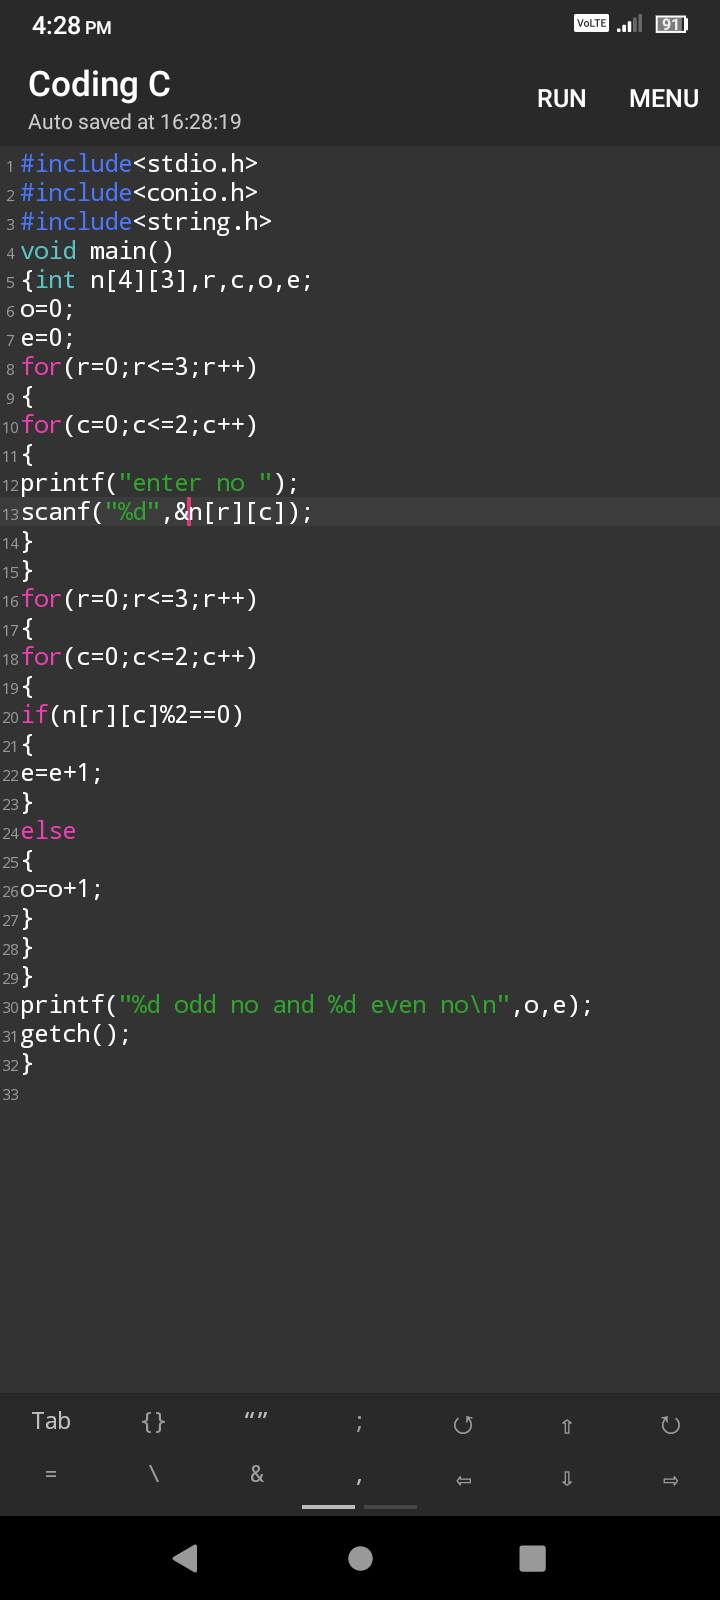 4:28 PM VoLTE 91
Coding C
RUN MENU
Auto saved at 16:28:19
1 #include<stdio.h>
2 #include<conio.h>
3 #include<string.h>
4 void main()
5 {int n[4][3],r,c,o,e;
6 o=0;
7 e=0;
8 for(r=0;r<=3;r++)
9 {
10 for(c=0;c<=2;c++)
11 {
12 printf("enter no ");
13 scanf("%d",&n[r][c]);
14 }
15 }
16 for(r=0;r<=3;r++)
17 {
18 for(c=0;c<=2;c++)
19 {
20 if(n[r][c]%2==0)
21 {
22 e=e+1;
23 }
24 else
25 {
26 o=o+1;
27 }
28 }
29 }
30 printf("%d odd no and %d even no\n",o,e);
31 getch();
32 }
33
Tab {} “” ; ⭯ ⇧ ⭮
= \ & , ⇦ ⇩ ⇨